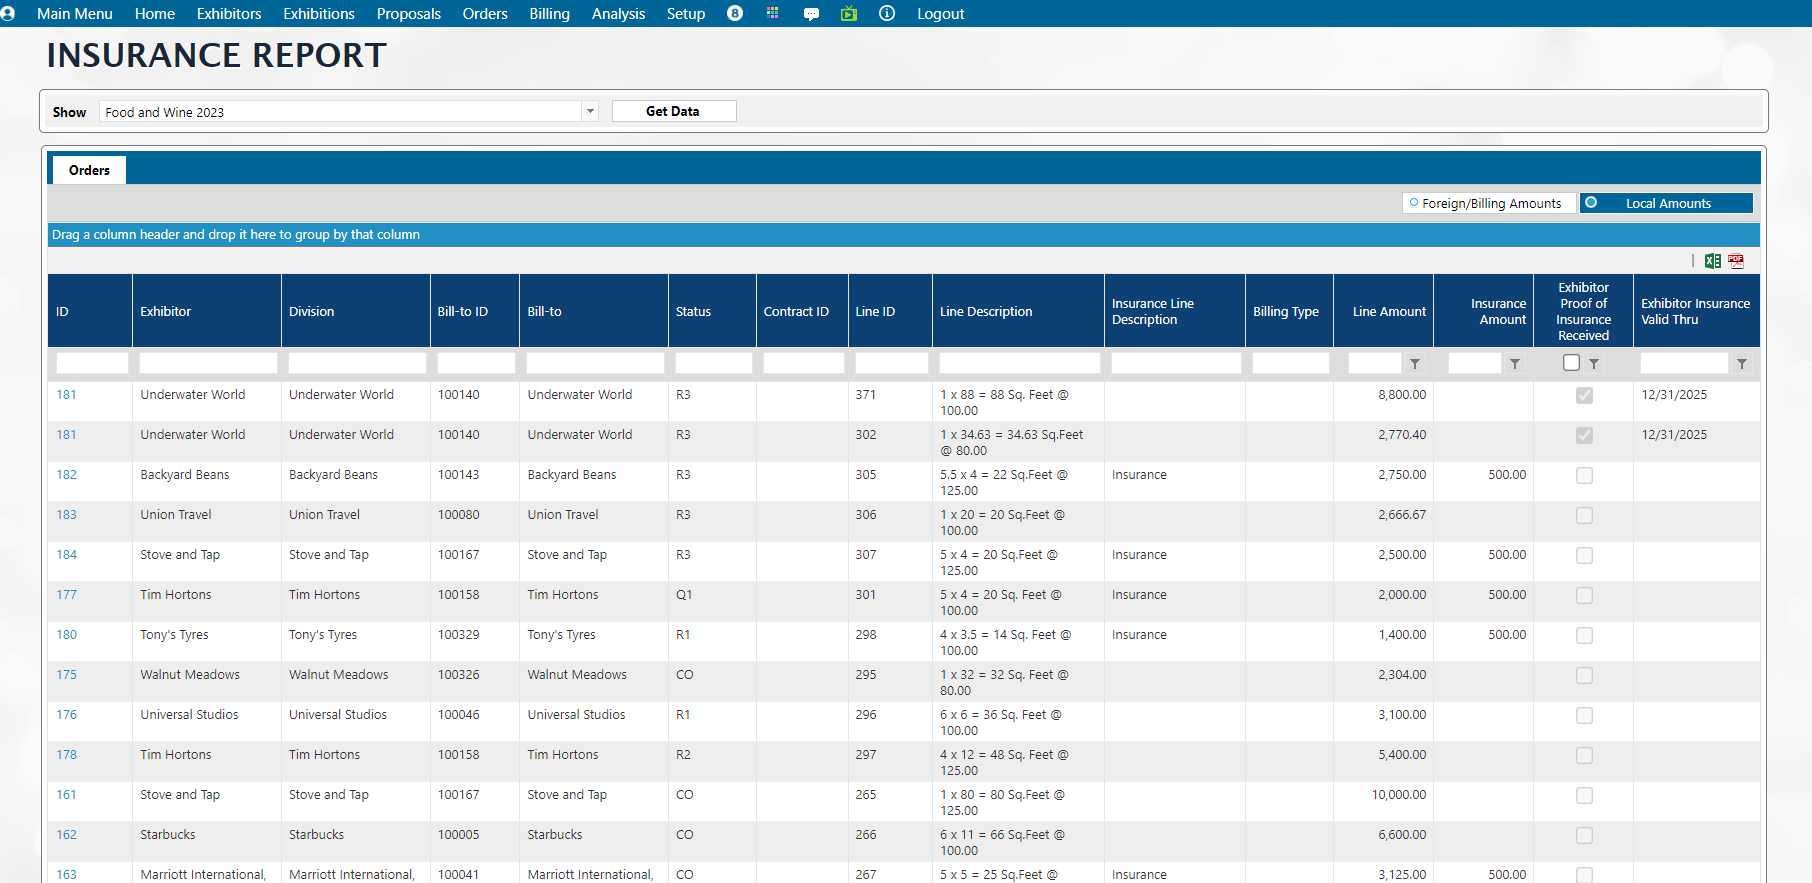 Main Menu Home Exhibitors Exhibitions Proposals Orders Billing Analysis Setup 8 Logout
INSURANCE REPORT
Show Food and Wine 2023 Get Data
Orders
Foreign/Billing Amounts Local Amounts
Drag a column header and drop it here to group by that column
PDF
ID Exhibitor Division Bill-to ID Bill-to Status Contract ID Line ID Line Description Insurance Line Description Billing Type Line Amount Insurance Amount Exhibitor Proof of Insurance Received Exhibitor Insurance Valid Thru
181 Underwater World Underwater World 100140 Underwater World R3 371 1 x 88 = 88 Sq. Feet @ 100.00 8,800.00 12/31/2025
181 Underwater World Underwater World 100140 Underwater World R3 302 1 x 34.63 = 34.63 Sq.Feet @ 80.00 2,770.40 12/31/2025
182 Backyard Beans Backyard Beans 100143 Backyard Beans R3 305 5.5 x 4 = 22 Sq.Feet @ 125.00 Insurance 2,750.00 500.00
183 Union Travel Union Travel 100080 Union Travel R3 306 1 x 20 = 20 Sq.Feet @ 100.00 2,666.67
184 Stove and Tap Stove and Tap 100167 Stove and Tap R3 307 5 x 4 = 20 Sq.Feet @ 125.00 Insurance 2,500.00 500.00
177 Tim Hortons Tim Hortons 100158 Tim Hortons Q1 301 5 x 4 = 20 Sq. Feet @ 100.00 Insurance 2,000.00 500.00
180 Tony's Tyres Tony's Tyres 100329 Tony's Tyres R1 298 4 x 3.5 = 14 Sq. Feet @ 100.00 Insurance 1,400.00 500.00
175 Walnut Meadows Walnut Meadows 100326 Walnut Meadows CO 295 1 x 32 = 32 Sq. Feet @ 80.00 2,304.00
176 Universal Studios Universal Studios 100046 Universal Studios R1 296 6 x 6 = 36 Sq. Feet @ 100.00 3,100.00
178 Tim Hortons Tim Hortons 100158 Tim Hortons R2 297 4 x 12 = 48 Sq. Feet @ 125.00 5,400.00
161 Stove and Tap Stove and Tap 100167 Stove and Tap CO 265 1 x 80 = 80 Sq.Feet @ 125.00 10,000.00
162 Starbucks Starbucks 100005 Starbucks CO 266 6 x 11 = 66 Sq.Feet @ 100.00 6,600.00
163 Marriott International, Marriott International, 100041 Marriott International, CO 267 5 x 5 = 25 Sq.Feet @ Insurance 3,125.00 500.00